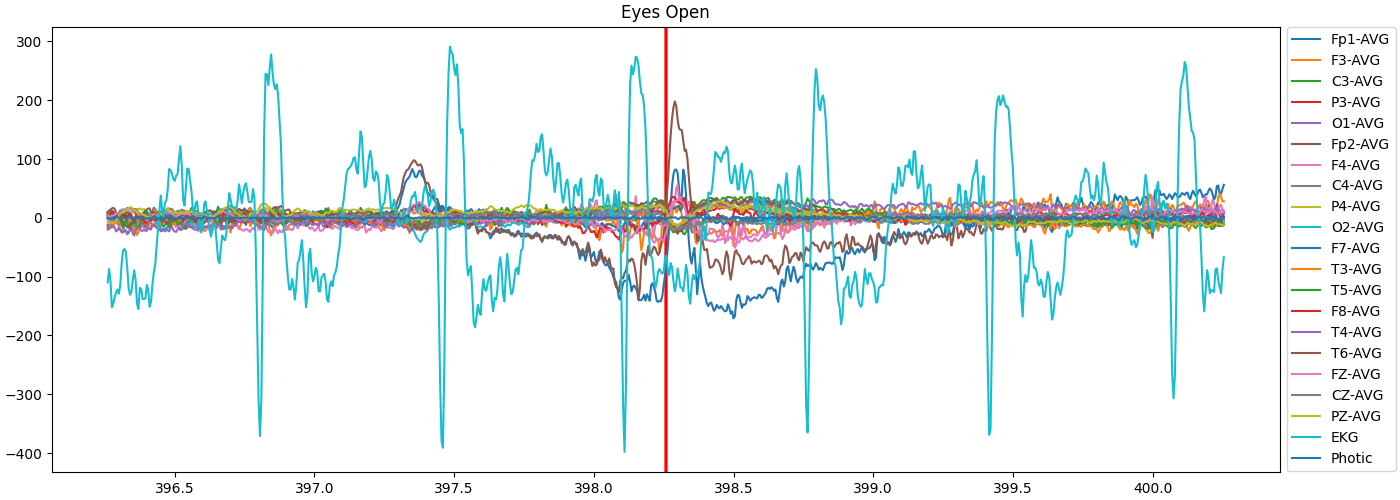 Eyes Open
300
200
100
0
−100
−200
−300
−400
396.5 397.0 397.5 398.0 398.5 399.0 399.5 400.0
Fp1-AVG
F3-AVG
C3-AVG
P3-AVG
O1-AVG
Fp2-AVG
F4-AVG
C4-AVG
P4-AVG
O2-AVG
F7-AVG
T3-AVG
T5-AVG
F8-AVG
T4-AVG
T6-AVG
FZ-AVG
CZ-AVG
PZ-AVG
EKG
Photic